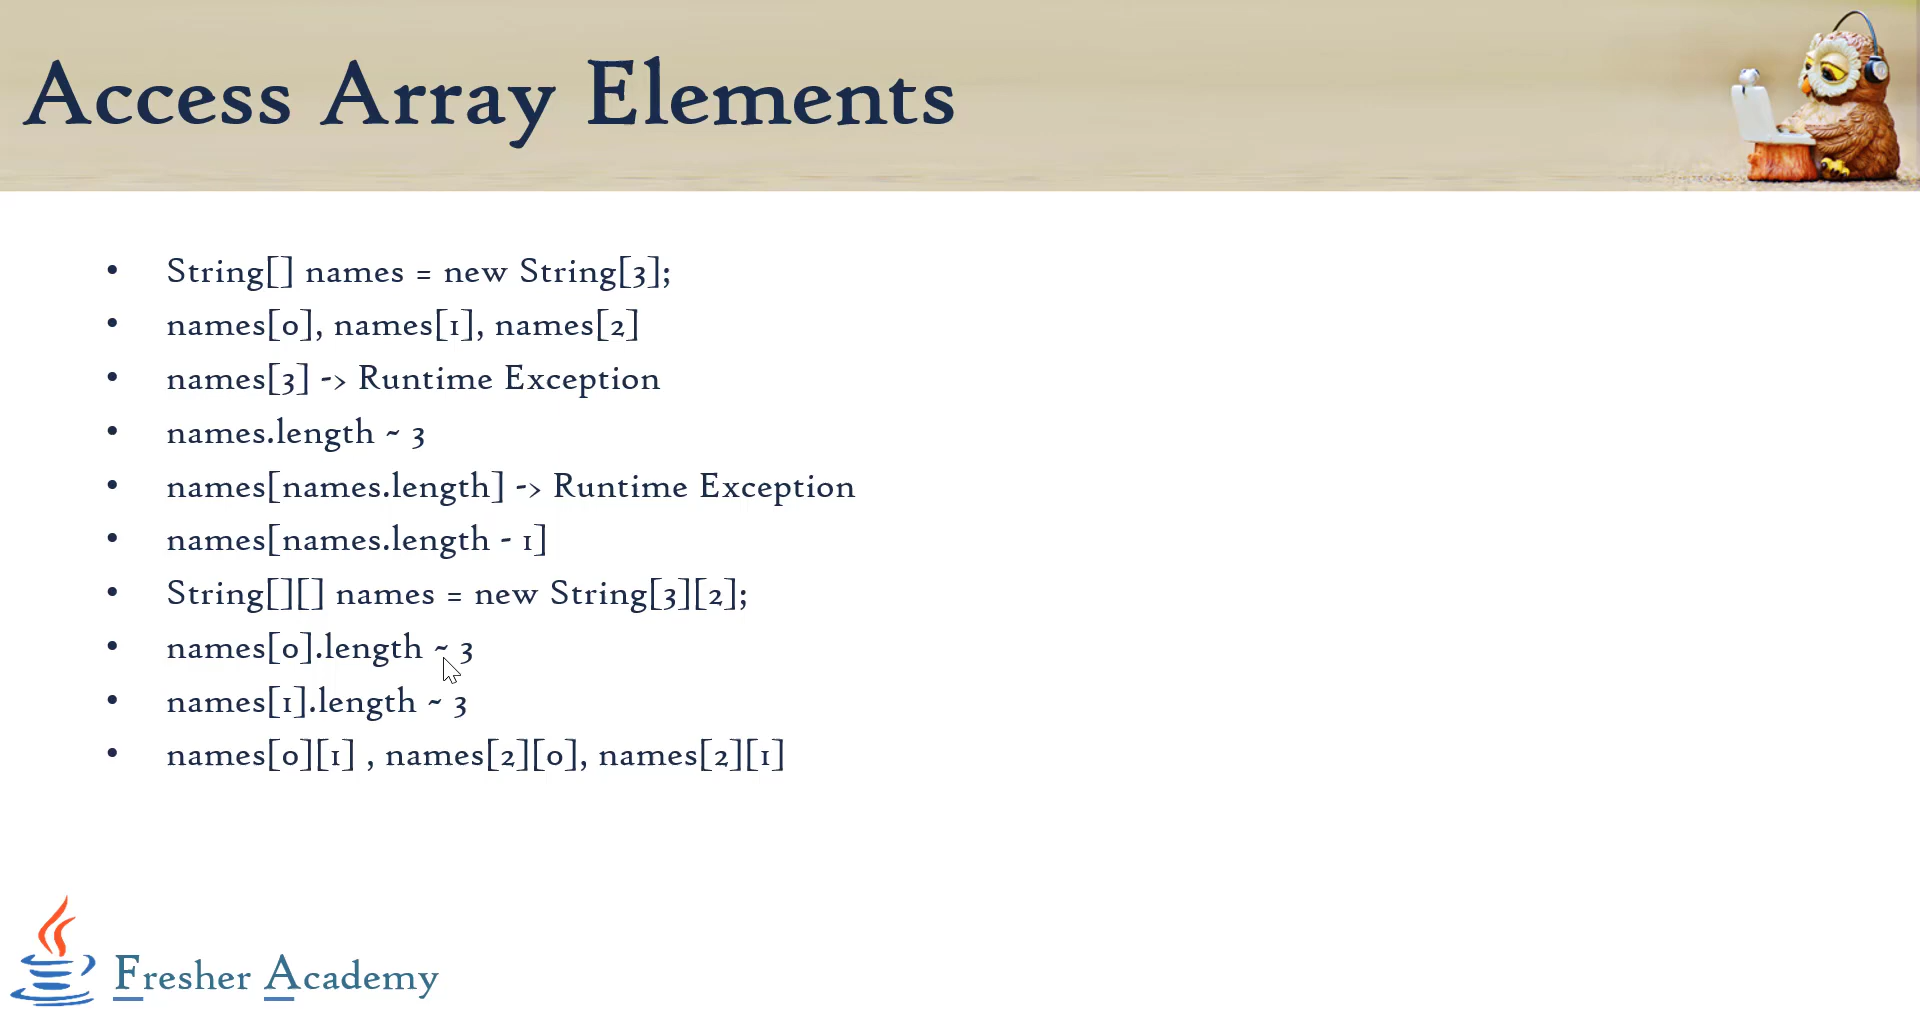 Access Array Elements
• String[] names = new String[3];
• names[0], names[1], names[2]
• names[3] -> Runtime Exception
• names.length ~ 3
• names[names.length] -> Runtime Exception
• names[names.length - 1]
• String[][] names = new String[3][2];
• names[0].length ~ 3
• names[1].length ~ 3
• names[0][1] , names[2][0], names[2][1]
Fresher Academy